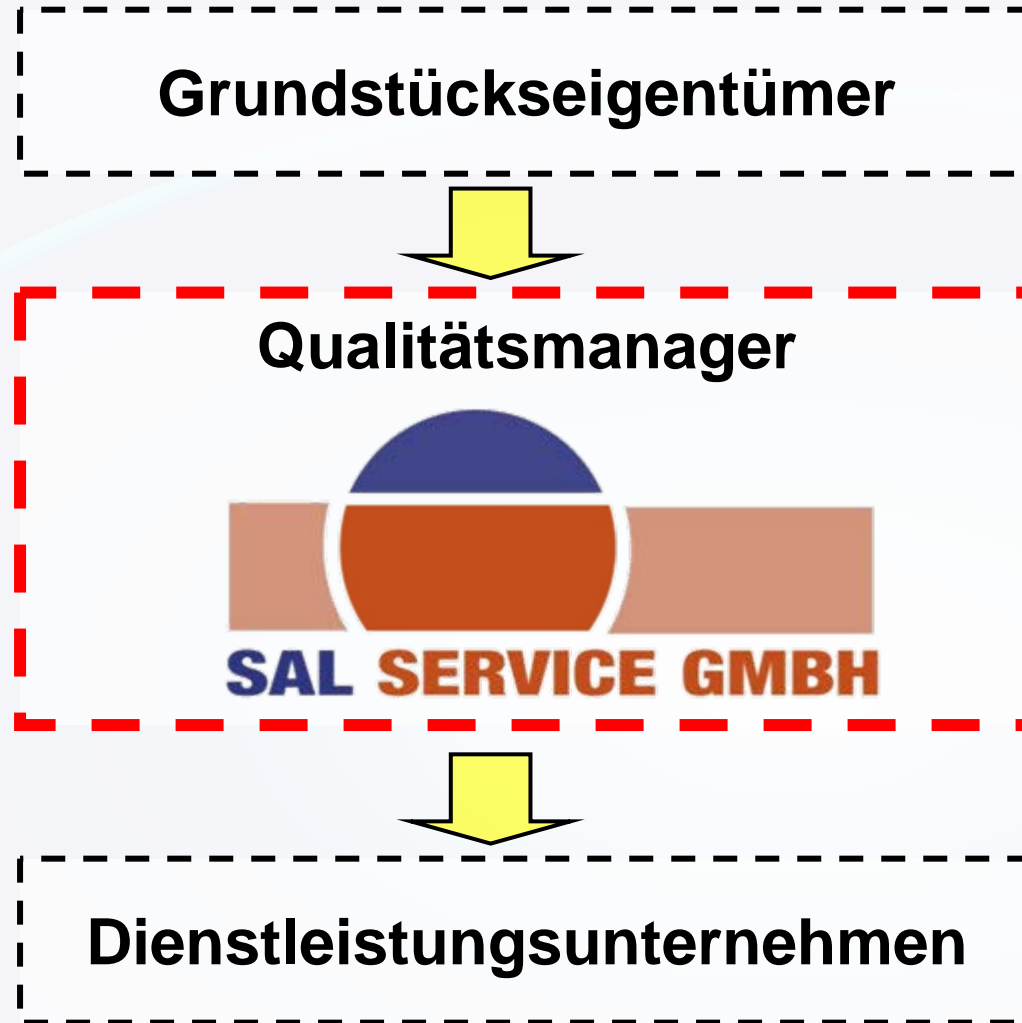 Grundstückseigentümer
Qualitätsmanager
SAL SERVICE GMBH
Dienstleistungsunternehmen